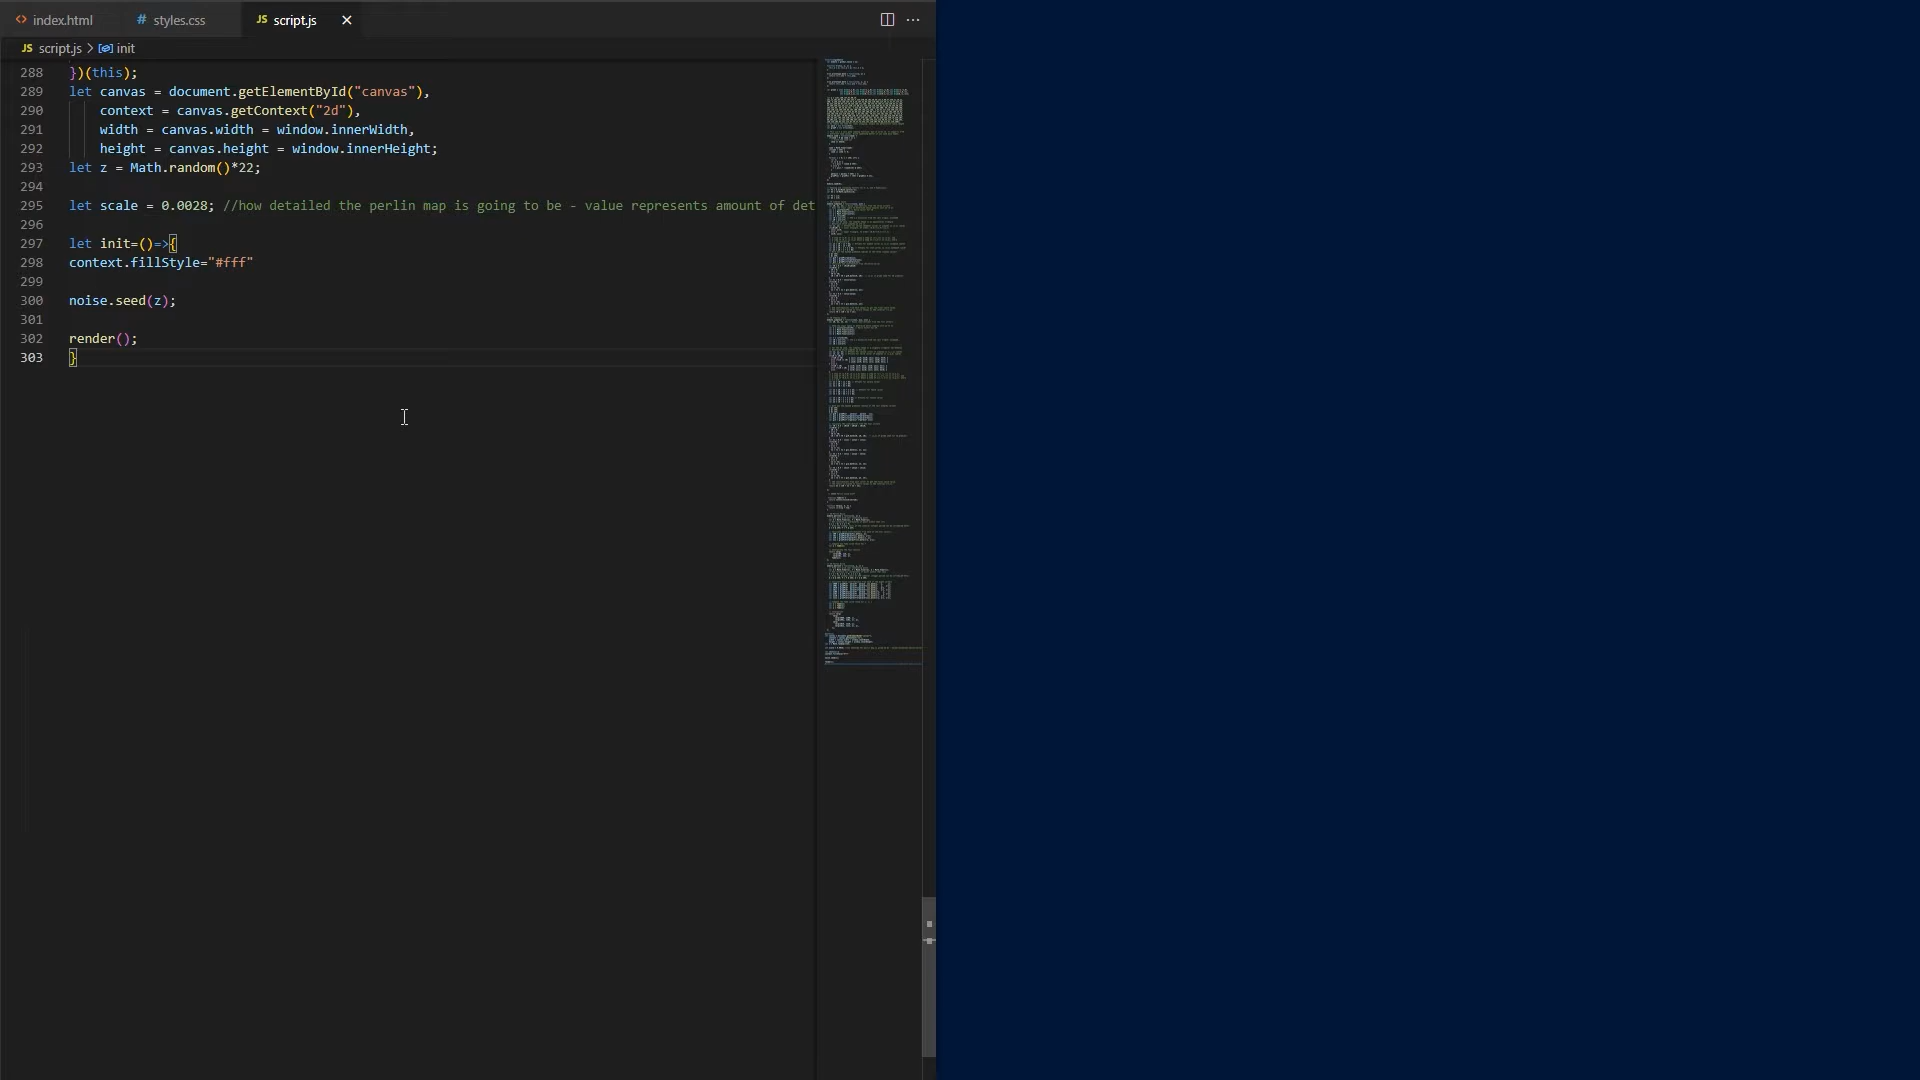 index.html
styles.css
script.js
script.js > init
288 })(this);
289 let canvas = document.getElementById("canvas"),
290 context = canvas.getContext("2d"),
291 width = canvas.width = window.innerWidth,
292 height = canvas.height = window.innerHeight;
293 let z = Math.random()*22;
294
295 let scale = 0.0028; //how detailed the perlin map is going to be - value represents amount of det
296
297 let init=()=>{
298 context.fillStyle="#fff"
299
300 noise.seed(z);
301
302 render();
303 }